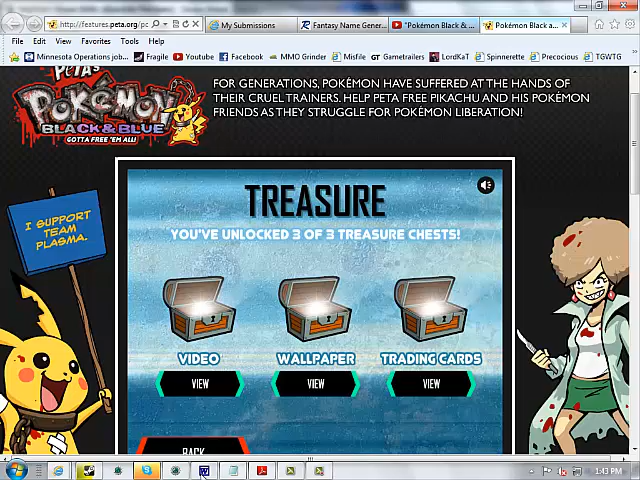 http://features.peta.org/pc
My Submissions
Fantasy Name Gener...
"Pokémon Black & ...
Pokémon Black a...
File Edit View Favorites Tools Help
Minnesota Operations job...
Fragile
Youtube
Facebook
MMO Grinder
Misfile
Gametrailers
LordKat
Spinnerette
Precocious
TGWTG
PETA's
POKéMON
BLACK & BLUE
GOTTA FREE 'EM ALL!
FOR GENERATIONS, POKÉMON HAVE SUFFERED AT THE HANDS OF
THEIR CRUEL TRAINERS. HELP PETA FREE PIKACHU AND HIS POKÉMON
FRIENDS AS THEY STRUGGLE FOR POKÉMON LIBERATION!
I SUPPORT
TEAM
PLASMA.
TREASURE
YOU'VE UNLOCKED 3 OF 3 TREASURE CHESTS!
VIDEO
WALLPAPER
TRADING CARDS
VIEW
VIEW
VIEW
BACK
1:43 PM